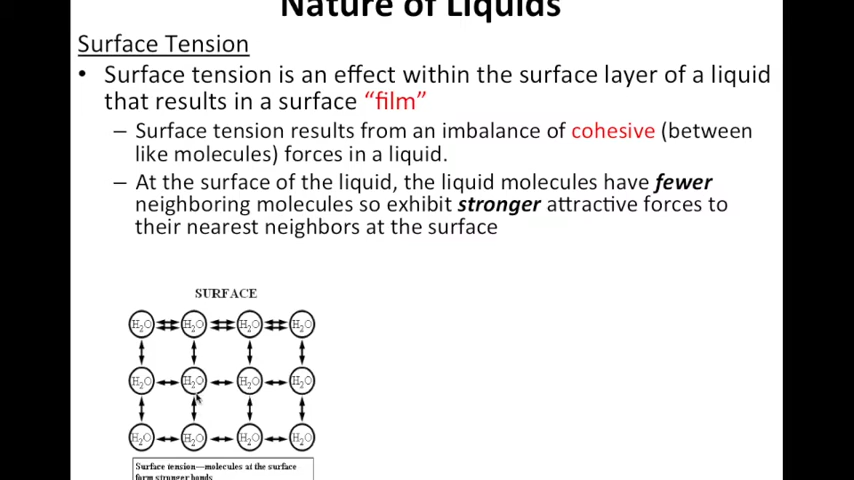 Nature of Liquids
Surface Tension
• Surface tension is an effect within the surface layer of a liquid
that results in a surface “film”
– Surface tension results from an imbalance of cohesive (between
like molecules) forces in a liquid.
– At the surface of the liquid, the liquid molecules have fewer
neighboring molecules so exhibit stronger attractive forces to
their nearest neighbors at the surface
SURFACE
H₂O H₂O H₂O H₂O
H₂O H₂O H₂O H₂O
H₂O H₂O H₂O H₂O
Surface tension—molecules at the surface
form stronger bonds